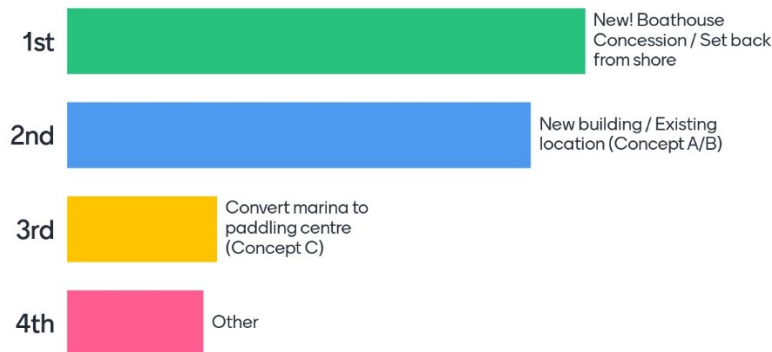 1st
New! Boathouse
Concession / Set back
from shore
2nd
New building / Existing
location (Concept A/B)
3rd
Convert marina to
paddling centre
(Concept C)
4th
Other